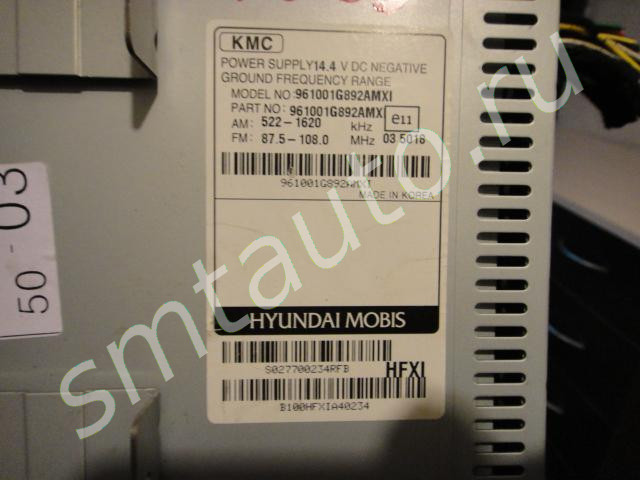 KMC
POWER SUPPLY14.4 V DC NEGATIVE
GROUND FREQUENCY RANGE
MODEL NO:961001G892AMXI
PART NO: 961001G892AMXI
AM: 522-1620 kHz
FM: 87.5-108.0 MHz
e11
03 5018
961001G892AMXI
MADE IN KOREA
HYUNDAI MOBIS
S027700234RFB
HFXI
B100HFXIA40234
50-03
smtauto.ru